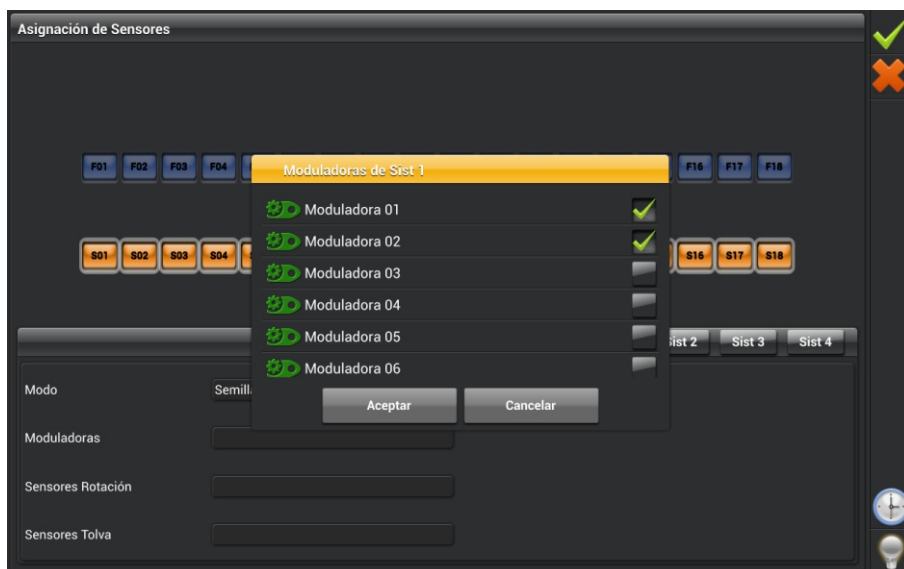 Asignación de Sensores
F01 F02 F03 F04 F16 F17 F18
Moduladoras de Sist 1
Moduladora 01
Moduladora 02
S01 S02 S03 S04 S16 S17 S18
Moduladora 03
Moduladora 04
Moduladora 05
Sist 2 Sist 3 Sist 4
Moduladora 06
Modo Semill
Aceptar Cancelar
Moduladoras
Sensores Rotación
Sensores Tolva